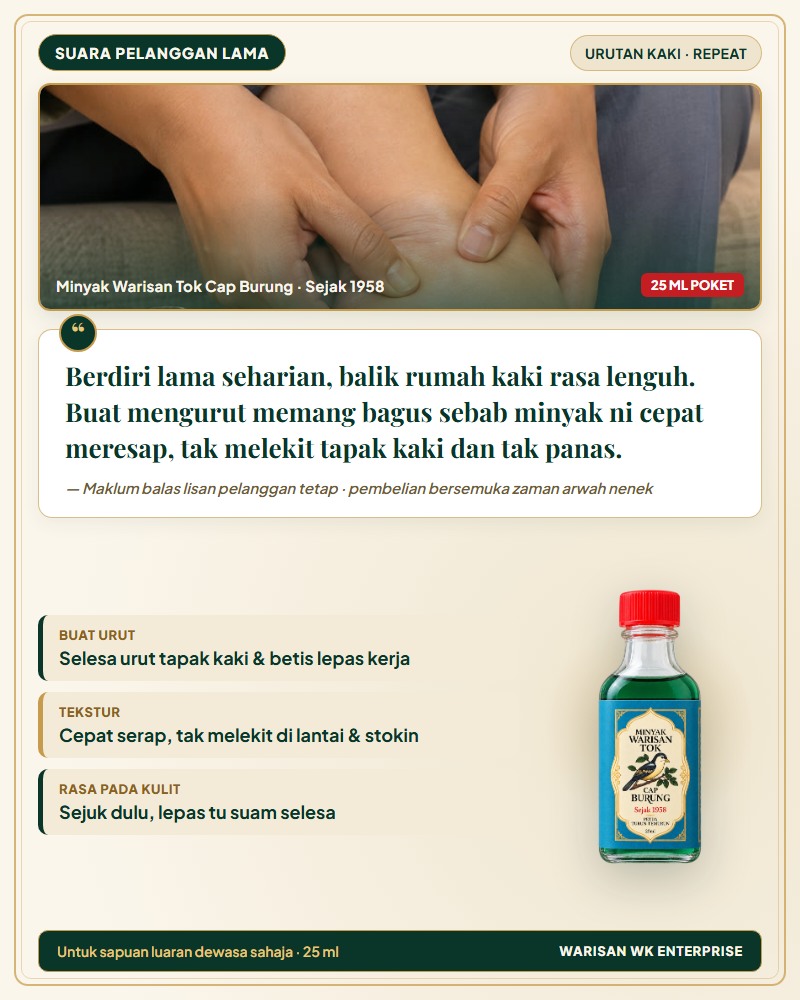 SUARA PELANGGAN LAMA
URUTAN KAKI · REPEAT
Minyak Warisan Tok Cap Burung · Sejak 1958
25 ML POKET
“
Berdiri lama seharian, balik rumah kaki rasa lenguh.
Buat mengurut memang bagus sebab minyak ni cepat
meresap, tak melekit tapak kaki dan tak panas.
— Maklum balas lisan pelanggan tetap · pembelian bersemuka zaman arwah nenek
BUAT URUT
Selesa urut tapak kaki & betis lepas kerja
TEKSTUR
Cepat serap, tak melekit di lantai & stokin
RASA PADA KULIT
Sejuk dulu, lepas tu suam selesa
MINYAK
WARISAN
TOK
CAP
BURUNG
Sejak 1958
25ml
Untuk sapuan luaran dewasa sahaja · 25 ml
WARISAN WK ENTERPRISE